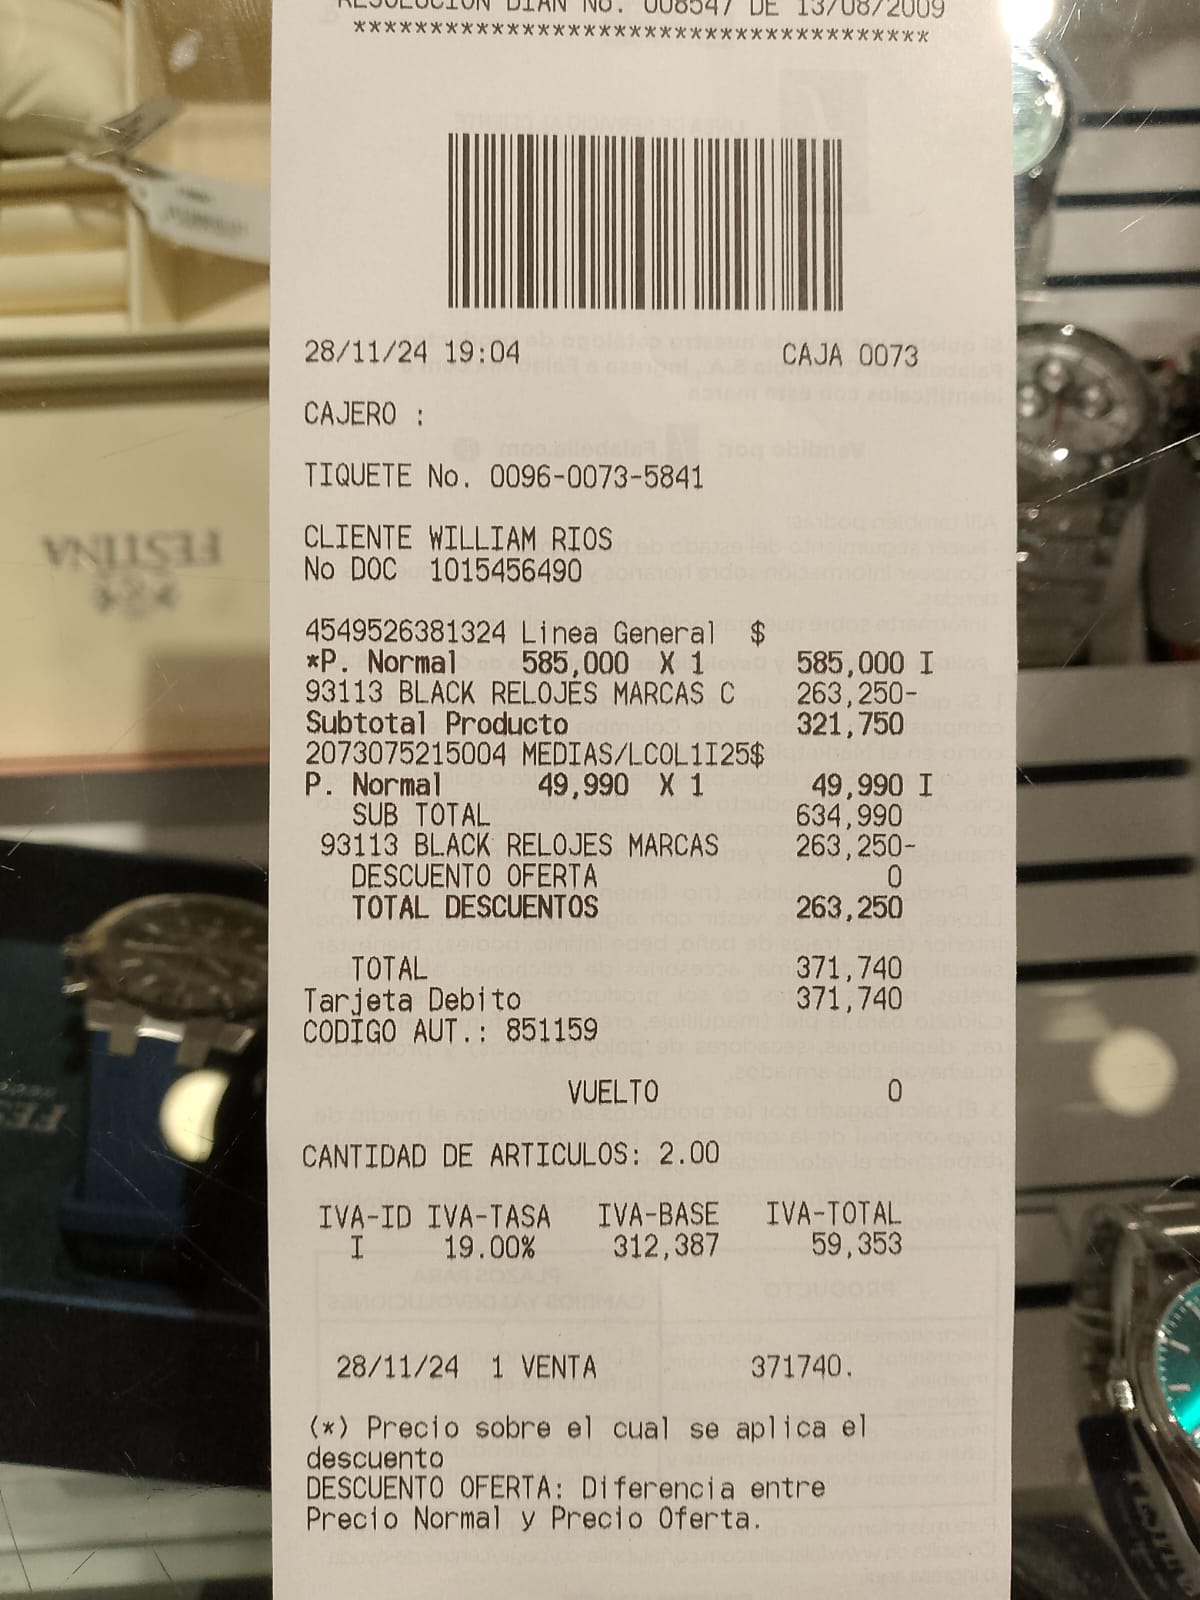 RESOLUCION DIAN No. 008547 DE 13/08/2009
*************************************
28/11/24 19:04 CAJA 0073
CAJERO :
TIQUETE No. 0096-0073-5841
CLIENTE WILLIAM RIOS
No DOC 1015456490
4549526381324 Linea General $
*P. Normal 585,000 X 1 585,000 I
93113 BLACK RELOJES MARCAS C 263,250-
Subtotal Producto 321,750
2073075215004 MEDIAS/LCOL1I25$
P. Normal 49,990 X 1 49,990 I
SUB TOTAL 634,990
93113 BLACK RELOJES MARCAS 263,250-
DESCUENTO OFERTA 0
TOTAL DESCUENTOS 263,250
TOTAL 371,740
Tarjeta Debito 371,740
CODIGO AUT.: 851159
VUELTO 0
CANTIDAD DE ARTICULOS: 2.00
IVA-ID IVA-TASA IVA-BASE IVA-TOTAL
I 19.00% 312,387 59,353
28/11/24 1 VENTA 371740.
(*) Precio sobre el cual se aplica el
descuento
DESCUENTO OFERTA: Diferencia entre
Precio Normal y Precio Oferta.
FESTINA